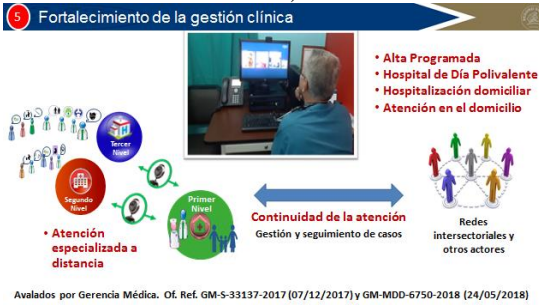 5 Fortalecimiento de la gestión clínica
• Alta Programada
• Hospital de Día Polivalente
• Hospitalización domiciliar
• Atención en el domicilio
Tercer
Nivel
Segundo
Nivel
Primer
Nivel
• Atención
especializada a
distancia
Continuidad de la atención
Gestión y seguimiento de casos
Redes
intersectoriales y
otros actores
Avalados por Gerencia Médica. Of. Ref. GM-S-33137-2017 (07/12/2017) y GM-MDD-6750-2018 (24/05/2018)